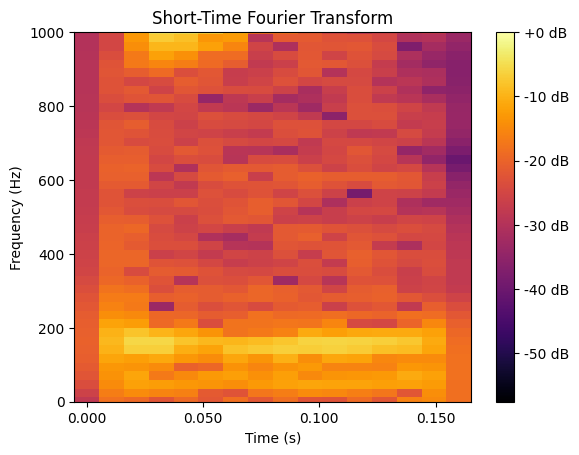 Short-Time Fourier Transform
1000
800
600
400
200
0
Frequency (Hz)
0.000
0.050
0.100
0.150
Time (s)
+0 dB
-10 dB
-20 dB
-30 dB
-40 dB
-50 dB